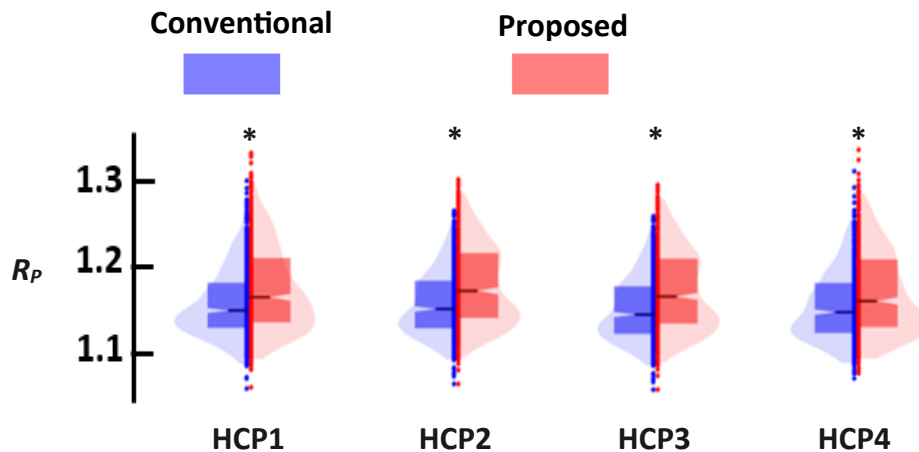 Conventional Proposed
* * * *
1.3
1.2
R_P
1.1
HCP1 HCP2 HCP3 HCP4